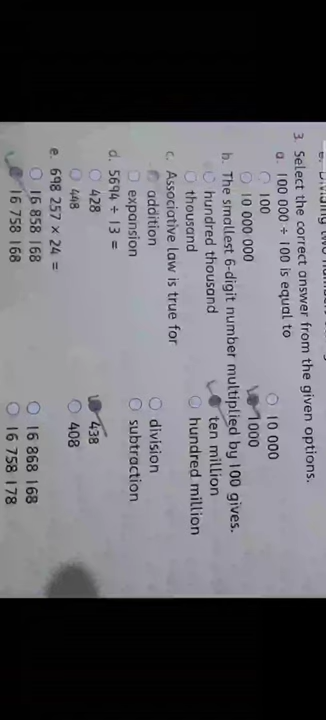 3. Select the correct answer from the given options.
a. 100 000 ÷ 100 is equal to
100 10 000
10 000 000 1000
b. The smallest 6-digit number multiplied by 100 gives.
hundred thousand ten million
thousand hundred million
c. Associative law is true for
addition division
expansion subtraction
d. 5694 ÷ 13 =
428 438
448 408
e. 698 257 × 24 =
16 858 168 16 868 168
16 758 168 16 758 178